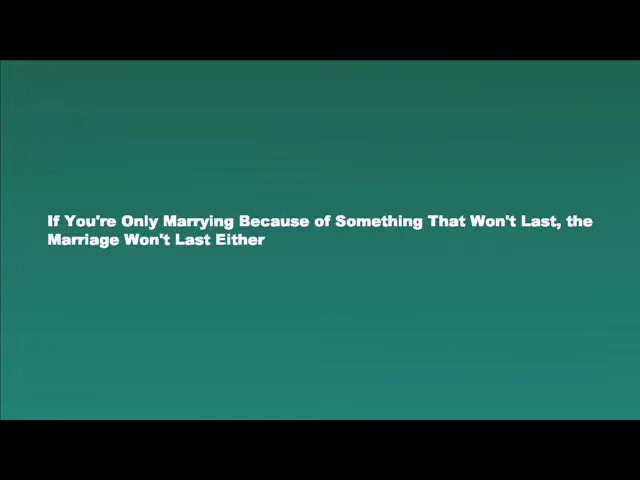 If You're Only Marrying Because of Something That Won't Last, the
Marriage Won't Last Either